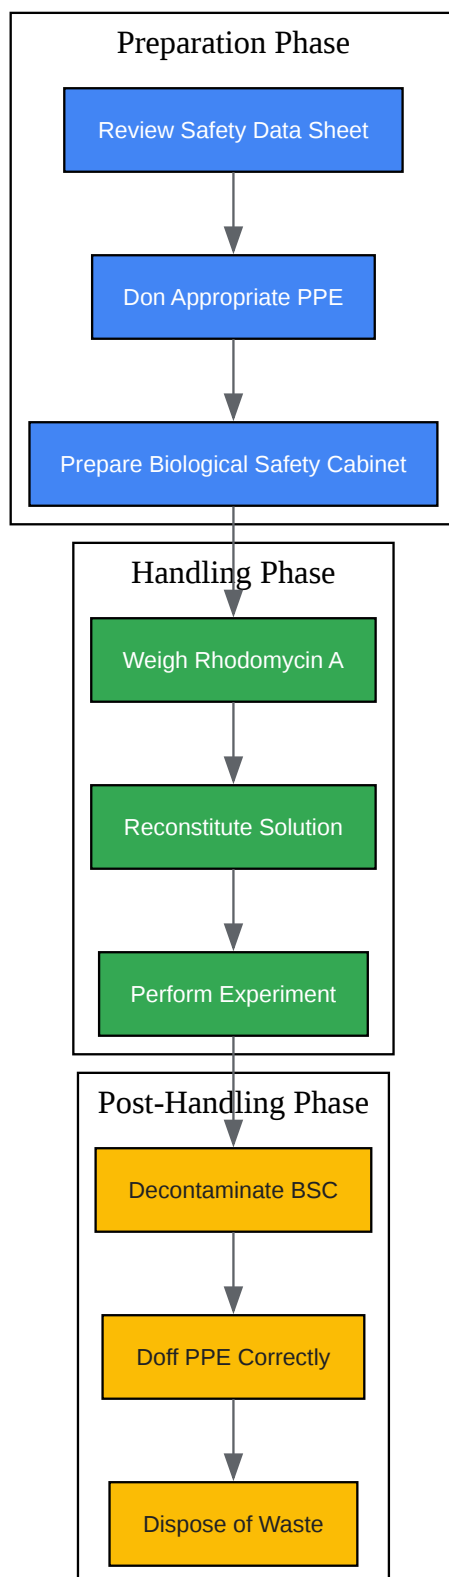 Preparation Phase
Review Safety Data Sheet
Don Appropriate PPE
Prepare Biological Safety Cabinet
Handling Phase
Weigh Rhodomycin A
Reconstitute Solution
Perform Experiment
Post-Handling Phase
Decontaminate BSC
Doff PPE Correctly
Dispose of Waste